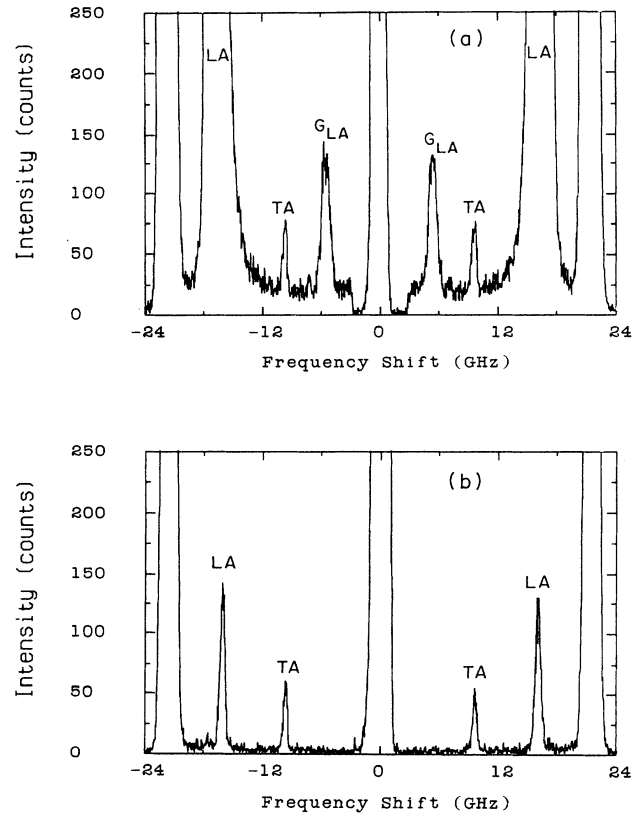 250
200
150
100
50
0
Intensity (counts)
(a)
LA
LA
GLA
GLA
TA
TA
-24
-12
0
12
24
Frequency Shift (GHz)
250
200
150
100
50
0
Intensity (counts)
(b)
LA
LA
TA
TA
-24
-12
0
12
24
Frequency Shift (GHz)